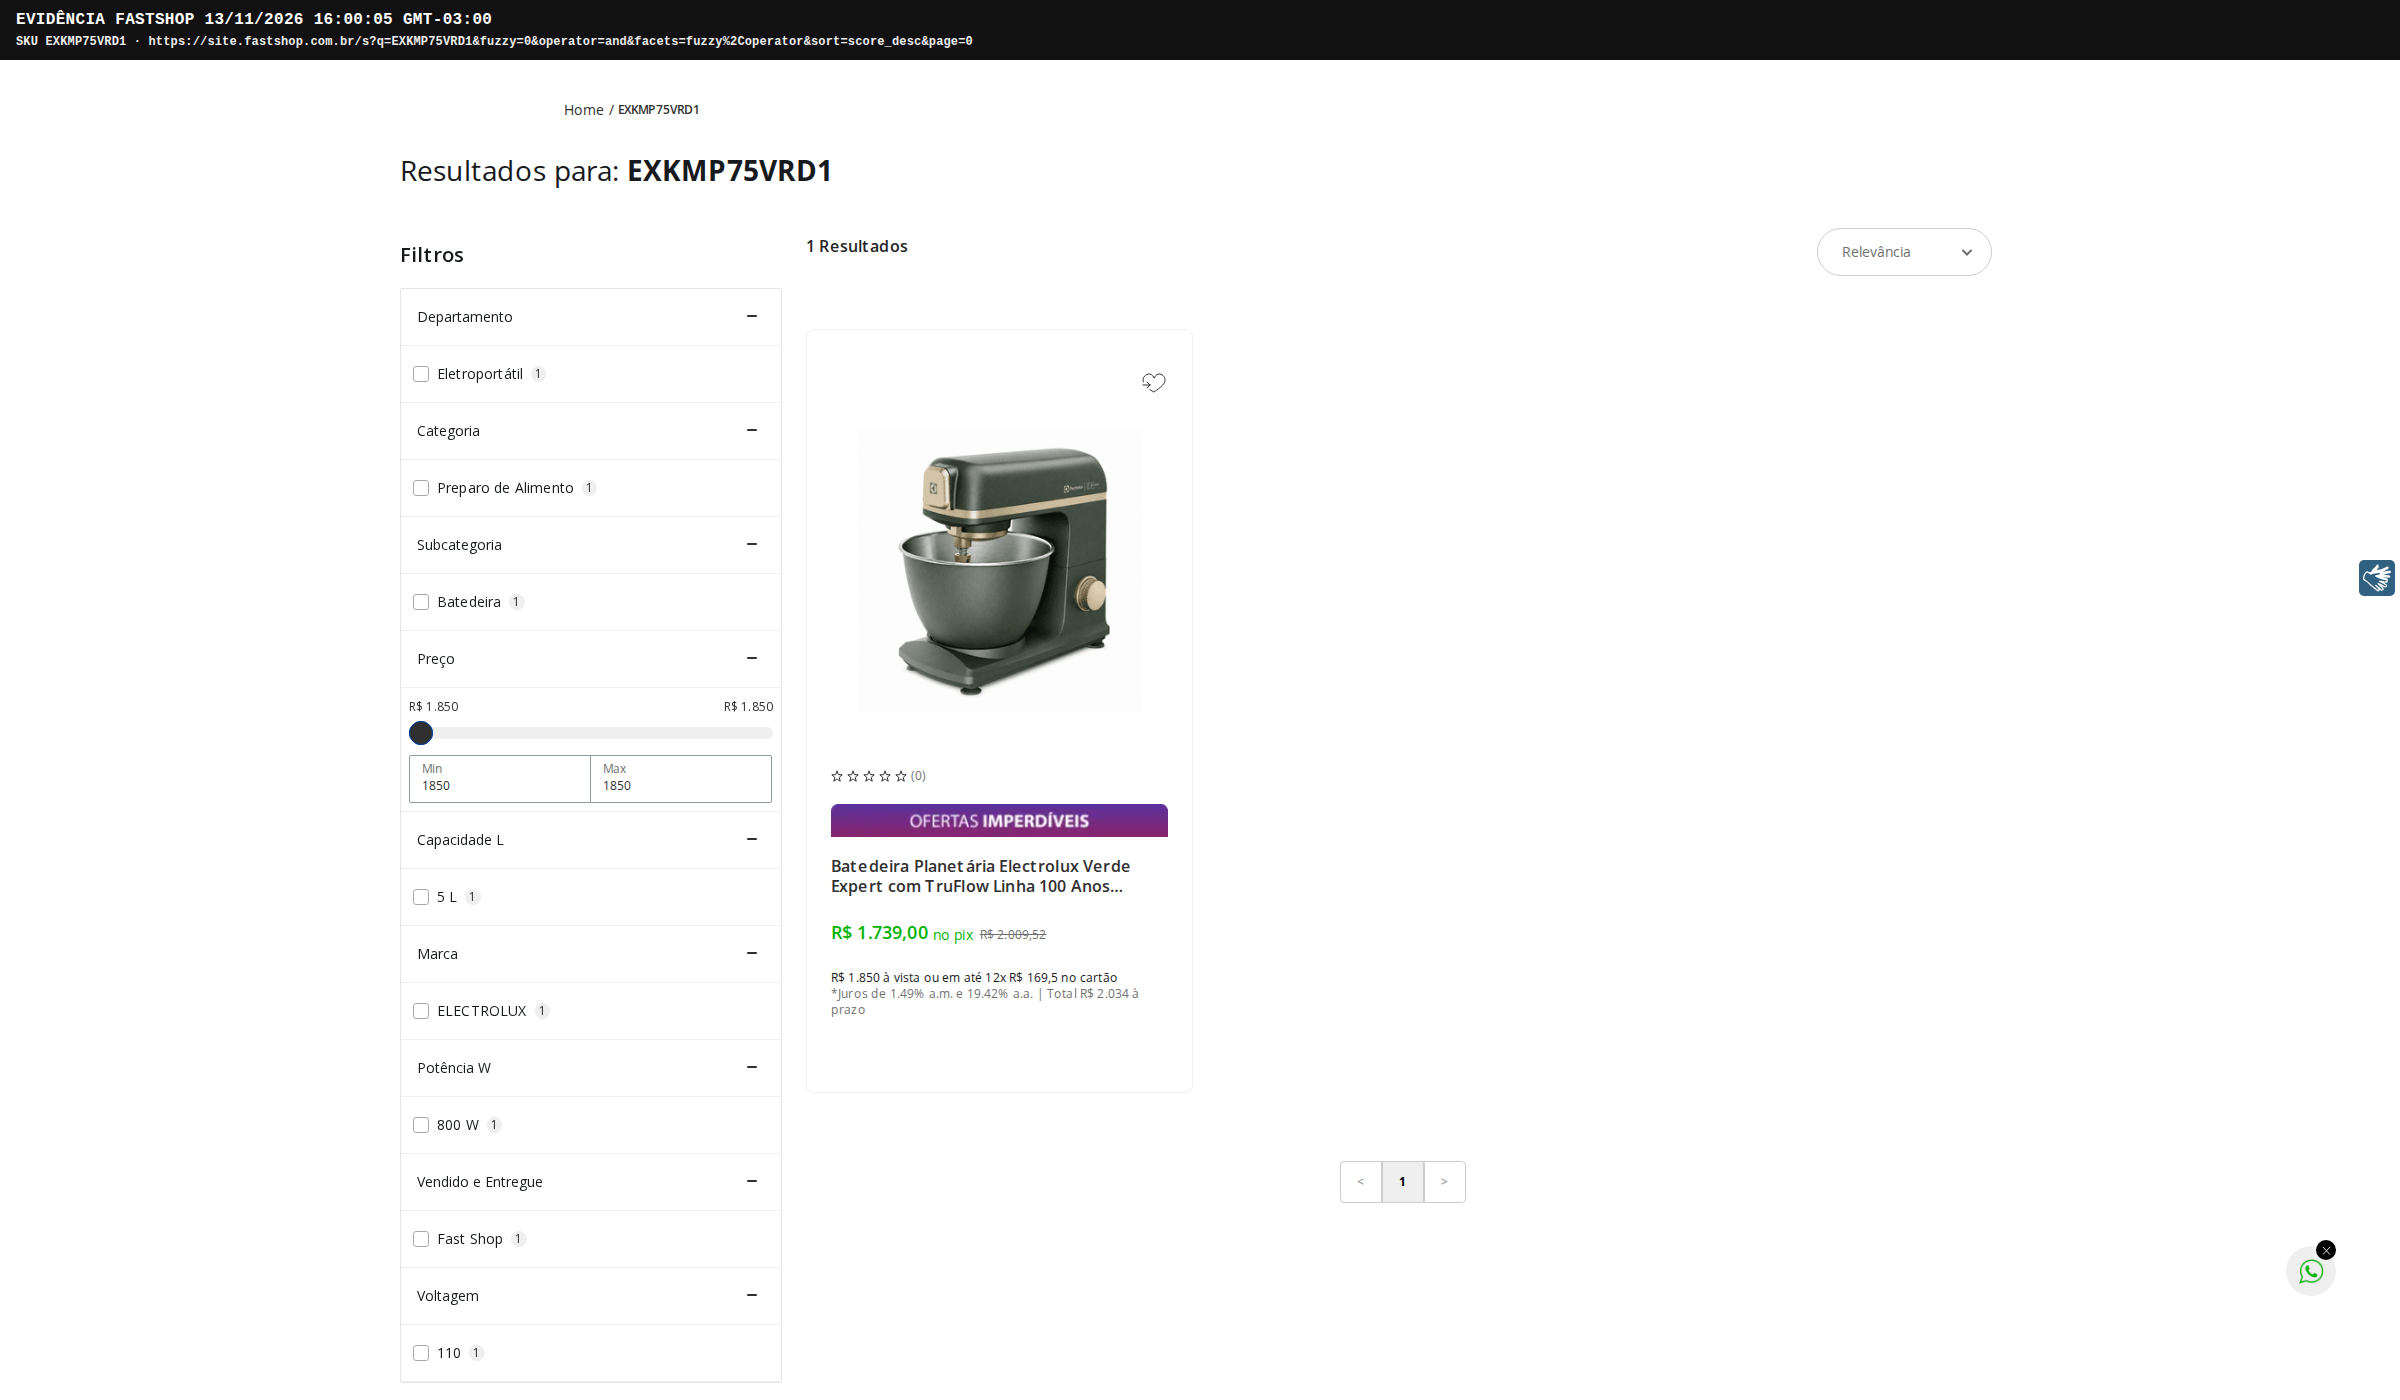 EVIDÊNCIA FASTSHOP 13/11/2026 16:00:05 GMT-03:00
SKU EXKMP75VRD1 · https://site.fastshop.com.br/s?q=EXKMP75VRD1&fuzzy=0&operator=and&facets=fuzzy%2Coperator&sort=score_desc&page=0
Home / EXKMP75VRD1
Resultados para: EXKMP75VRD1
Filtros
Departamento
Eletroportátil 1
Categoria
Preparo de Alimento 1
Subcategoria
Batedeira 1
Preço
R$ 1.850 R$ 1.850
Min Max
1850 1850
Capacidade L
5 L 1
Marca
ELECTROLUX 1
Potência W
800 W 1
Vendido e Entregue
Fast Shop 1
Voltagem
110 1
1 Resultados
Relevância
(0)
OFERTAS IMPERDÍVEIS
Batedeira Planetária Electrolux Verde
Expert com TruFlow Linha 100 Anos...
R$ 1.739,00 no pix R$ 2.009,52
R$ 1.850 à vista ou em até 12x R$ 169,5 no cartão
*Juros de 1.49% a.m. e 19.42% a.a. | Total R$ 2.034 à
prazo
< 1 >